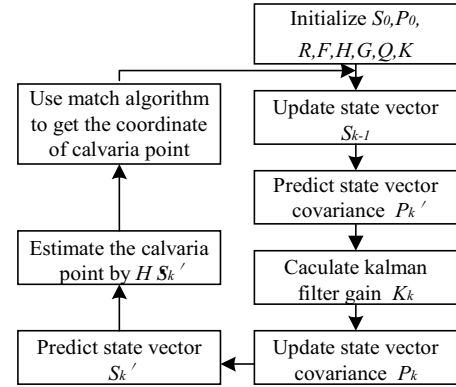 Initialize S0,P0,
R,F,H,G,Q,K
Update state vector
Sk-1
Predict state vector
covariance Pk'
Caculate kalman
filter gain Kk
Update state vector
covariance Pk
Predict state vector
Sk'
Estimate the calvaria
point by H Sk'
Use match algorithm
to get the coordinate
of calvaria point